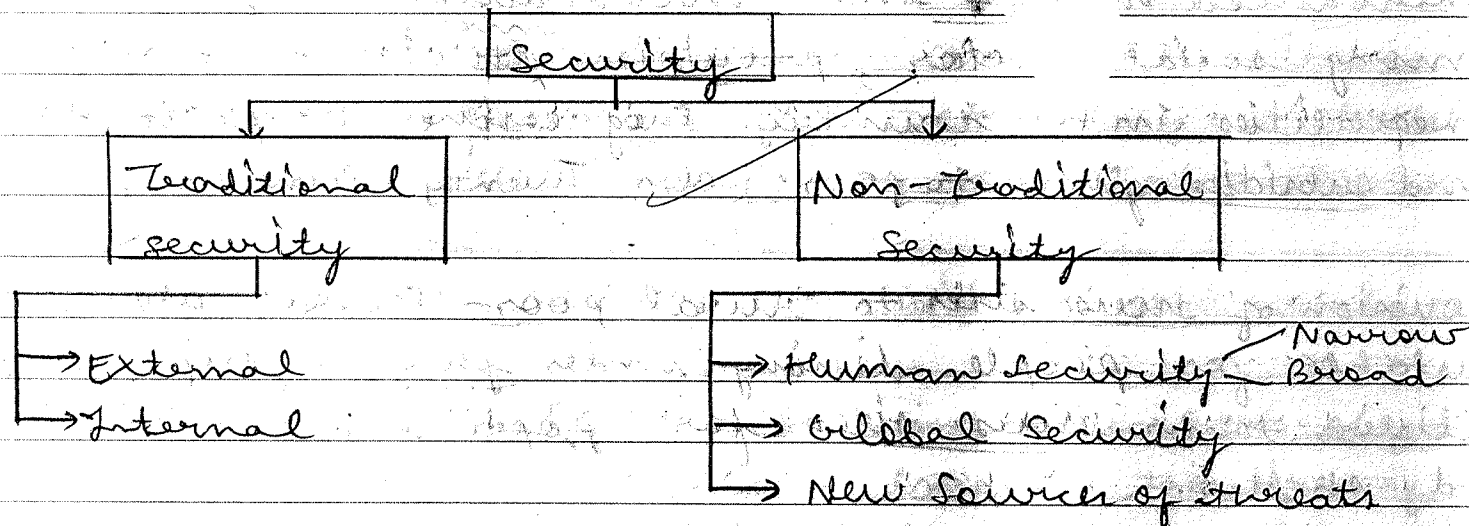 Security
Traditional
security
Non-Traditional
Security
External
Internal
Human Security
Narrow
Broad
Global Security
New Sources of threats